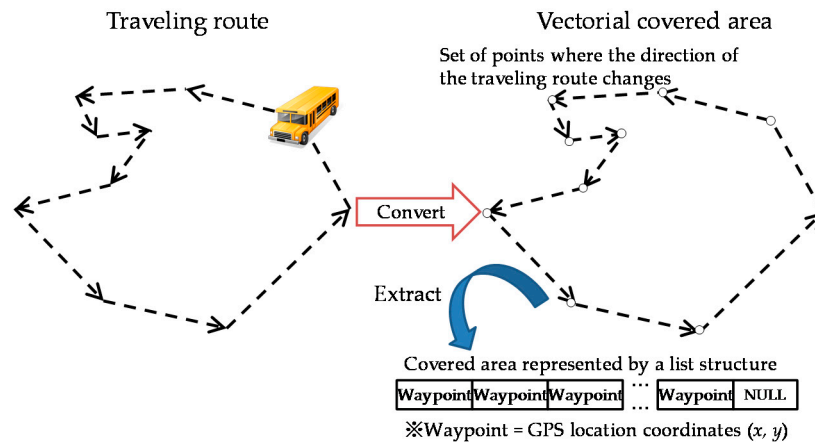 Traveling route
Vectorial covered area
Set of points where the direction of
the traveling route changes
Convert
Extract
Covered area represented by a list structure
Waypoint Waypoint Waypoint ... ... Waypoint NULL
※Waypoint = GPS location coordinates (x, y)